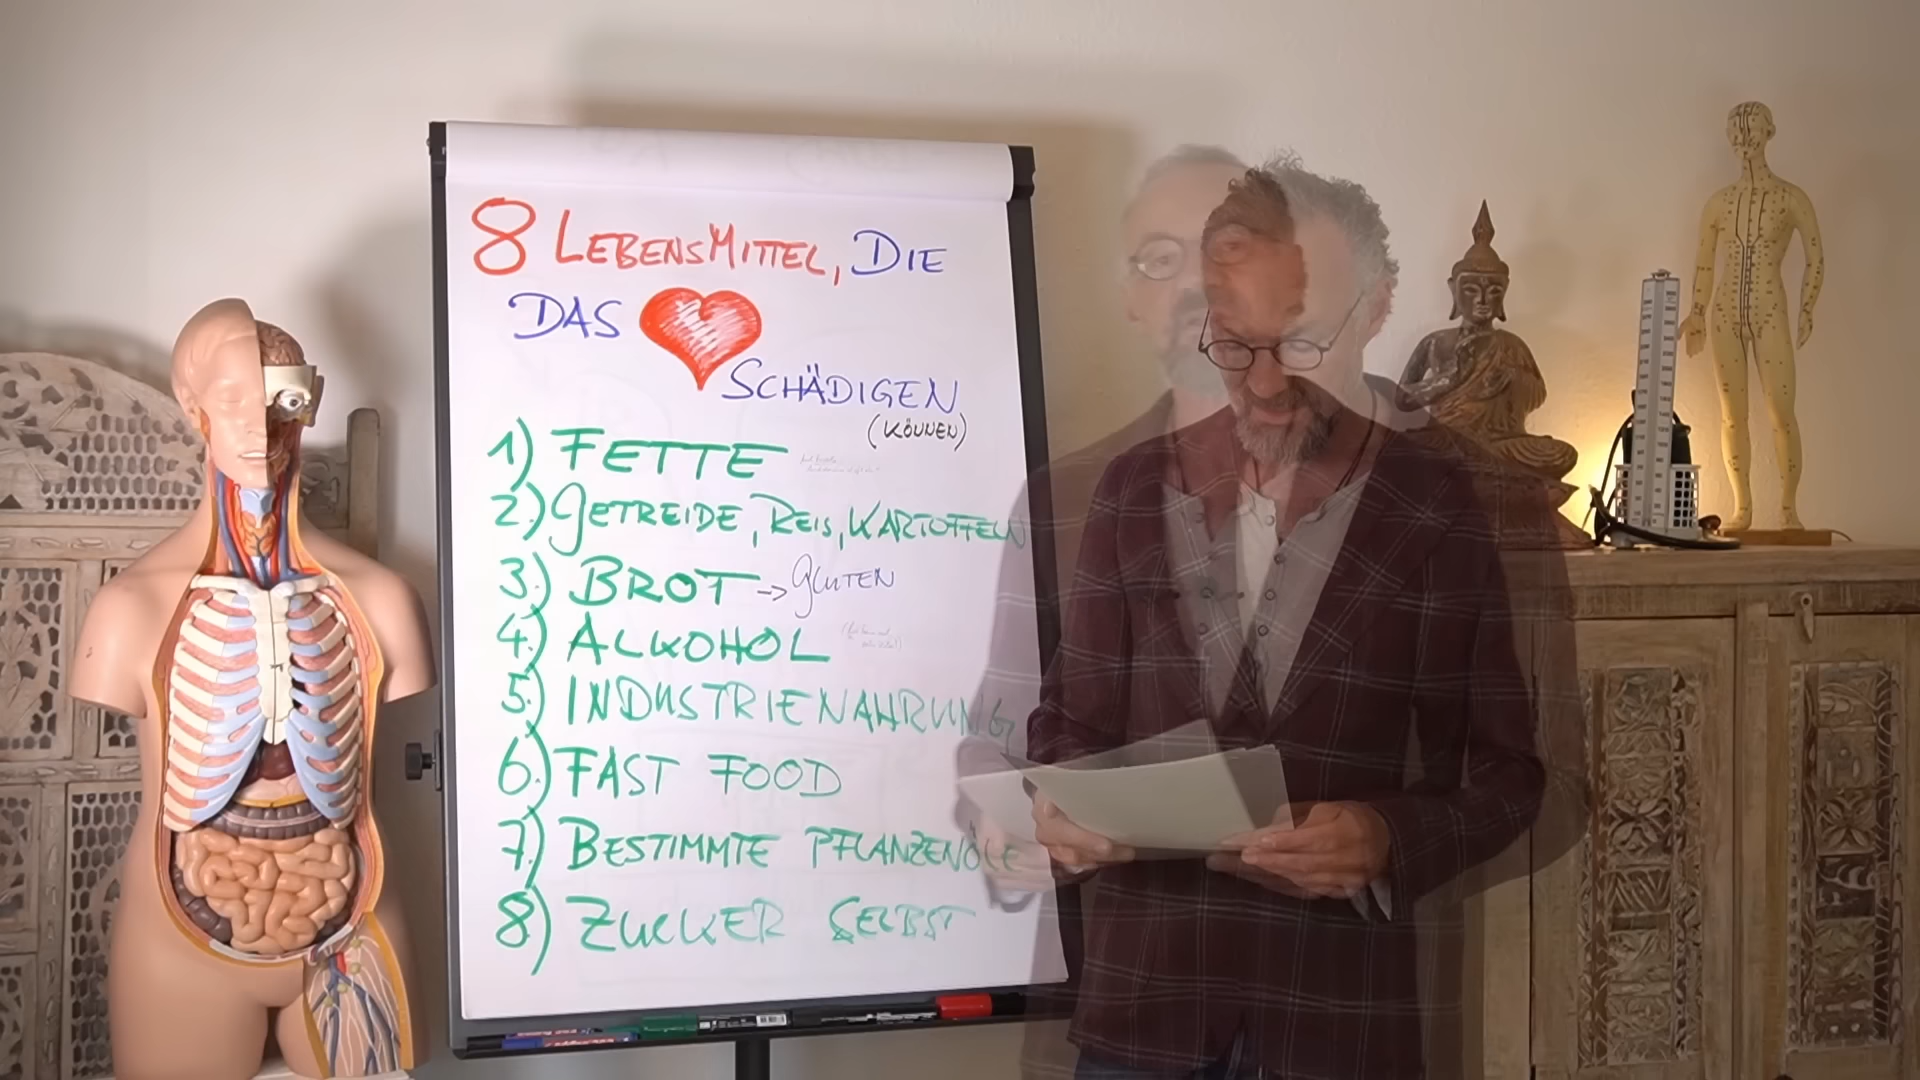 8 LEBENSMITTEL, DIE
DAS
SCHÄDIGEN
(KÖNNEN)
1) FETTE
2.) GETREIDE, REIS, KARTOFFELN
3.) BROT -> GLUTEN
4.) ALKOHOL
5.) INDUSTRIENAHRUNG
6.) FAST FOOD
7.) BESTIMMTE PFLANZENÖLE
8) ZUCKER SELBST